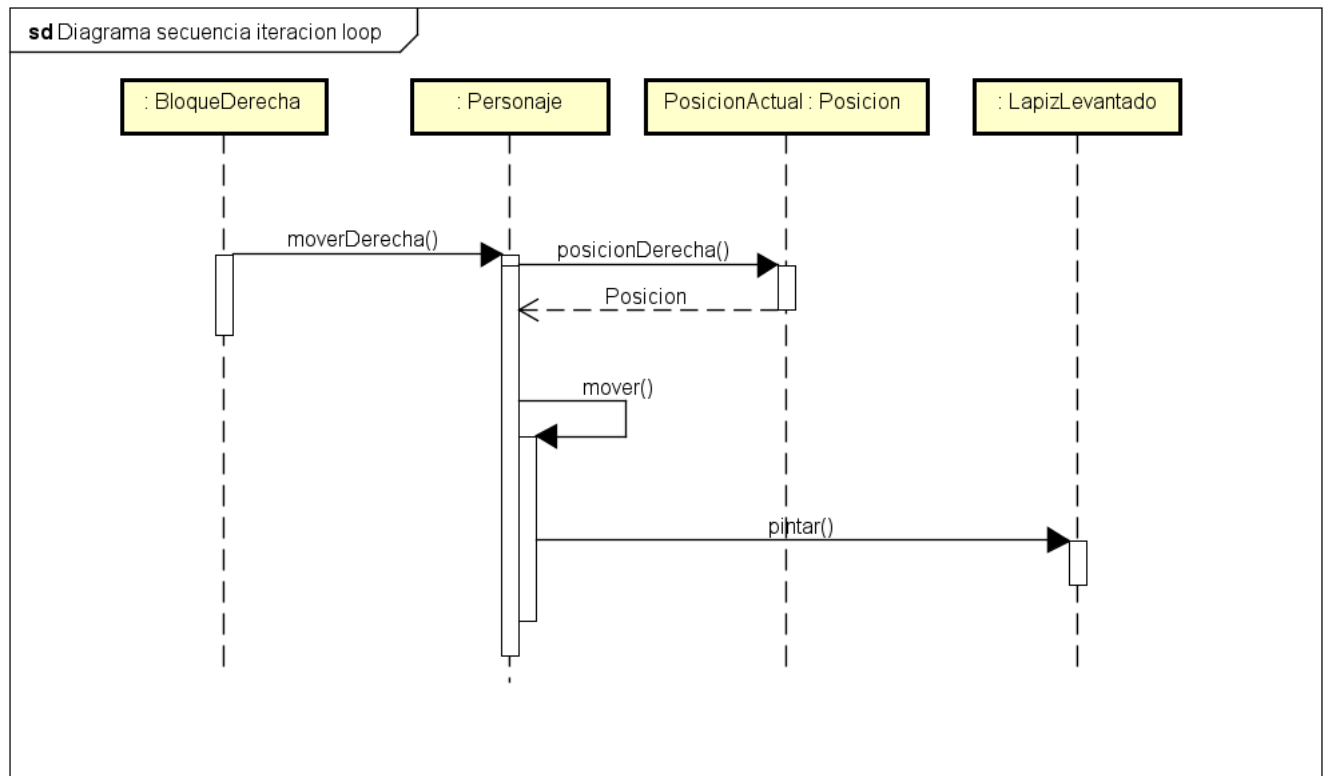 sd Diagrama secuencia iteracion loop
: BloqueDerecha
: Personaje
PosicionActual : Posicion
: LapizLevantado
moverDerecha()
posicionDerecha()
Posicion
mover()
pintar()